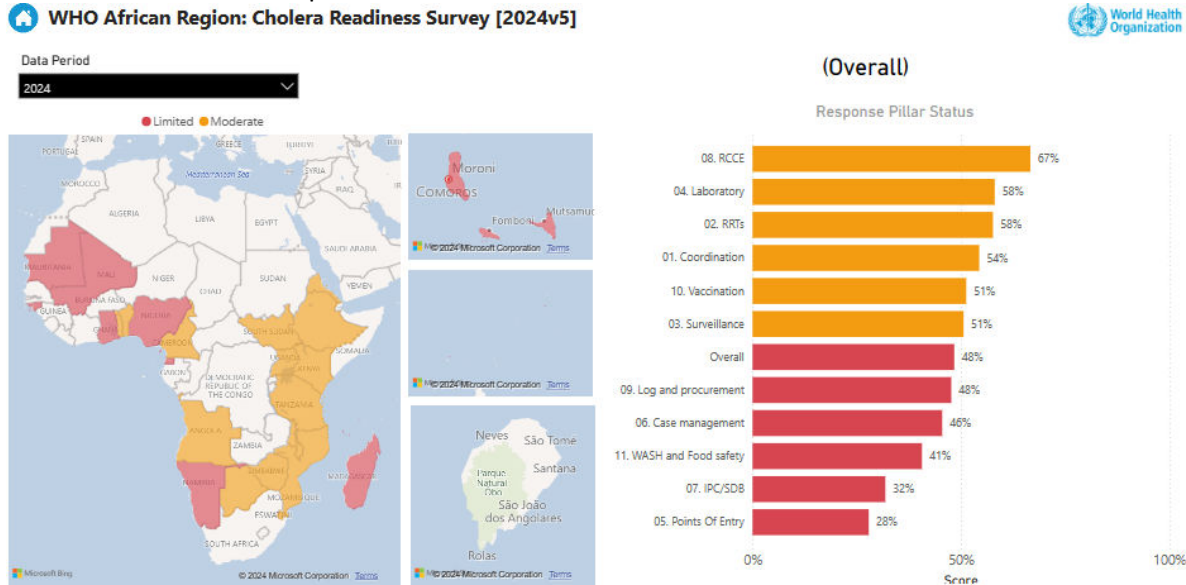 WHO African Region: Cholera Readiness Survey [2024v5]
World Health
Organization
Data Period
2024
Limited
Moderate
SPAIN
PORTUGAL
GREECE
SYRIA
Mediterranean Sea
IRAQ
MOROCCO
ALGERIA
LIBYA
EGYPT
SAUDI ARABIA
MAURITANIA
MALI
NIGER
CHAD
SUDAN
YEMEN
BURKINA FASO
GUINEA
NIGERIA
GHANA
CAMEROON
SOUTH SUDAN
SOMALIA
UGANDA
GABON
DEMOCRATIC
REPUBLIC OF
THE CONGO
TANZANIA
ANGOLA
ZAMBIA
ZIMBABWE
NAMIBIA
MOZAMBIQUE
MADAGASCAR
ESWATINI
SOUTH AFRICA
Microsoft Bing
© 2024 Microsoft Corporation Terms
Moroni
COMOROS
Fomboni
Mutsamuc
© 2024 Microsoft Corporation Terms
© 2024 Microsoft Corporation Terms
Neves
São Tome
Parque
Natural
Obo
Santana
São João
dos Angolares
Rolas
© 2024 Microsoft Corporation Terms
(Overall)
Response Pillar Status
08. RCCE 67%
04. Laboratory 58%
02. RRTs 58%
01. Coordination 54%
10. Vaccination 51%
03. Surveillance 51%
Overall 48%
09. Log and procurement 48%
06. Case management 46%
11. WASH and Food safety 41%
07. IPC/SDB 32%
05. Points Of Entry 28%
0% 50% 100%
Score